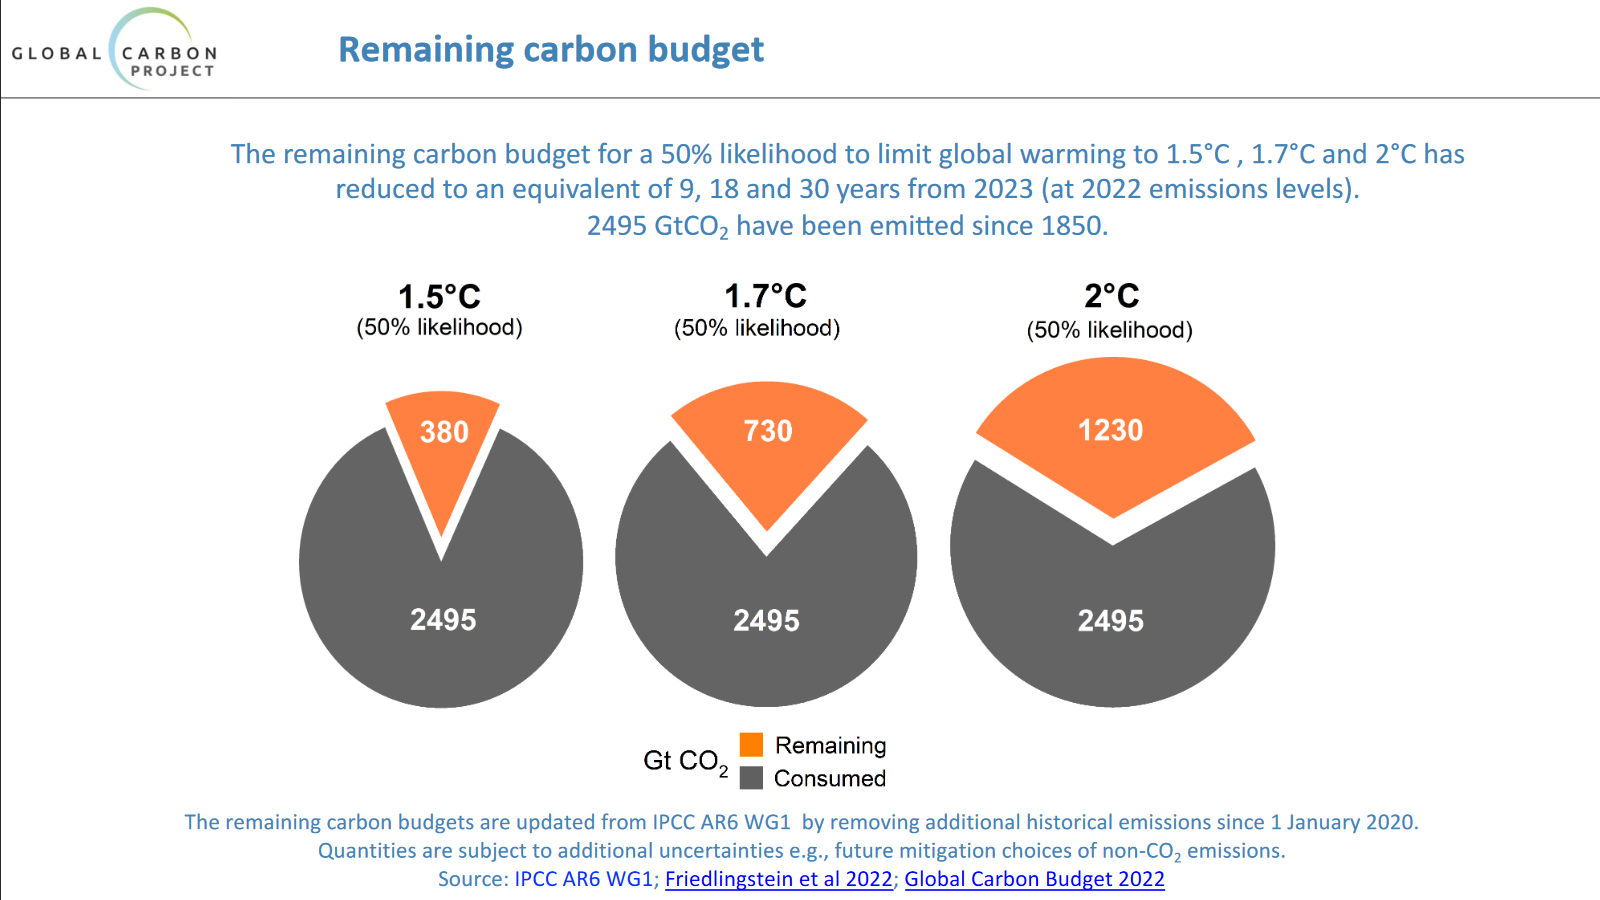 GLOBAL CARBON
PROJECT
Remaining carbon budget
The remaining carbon budget for a 50% likelihood to limit global warming to 1.5°C , 1.7°C and 2°C has
reduced to an equivalent of 9, 18 and 30 years from 2023 (at 2022 emissions levels).
2495 GtCO₂ have been emitted since 1850.
1.5°C
(50% likelihood)
380
2495
1.7°C
(50% likelihood)
730
2495
2°C
(50% likelihood)
1230
2495
Gt CO₂
Remaining
Consumed
The remaining carbon budgets are updated from IPCC AR6 WG1 by removing additional historical emissions since 1 January 2020.
Quantities are subject to additional uncertainties e.g., future mitigation choices of non-CO₂ emissions.
Source: IPCC AR6 WG1; Friedlingstein et al 2022; Global Carbon Budget 2022